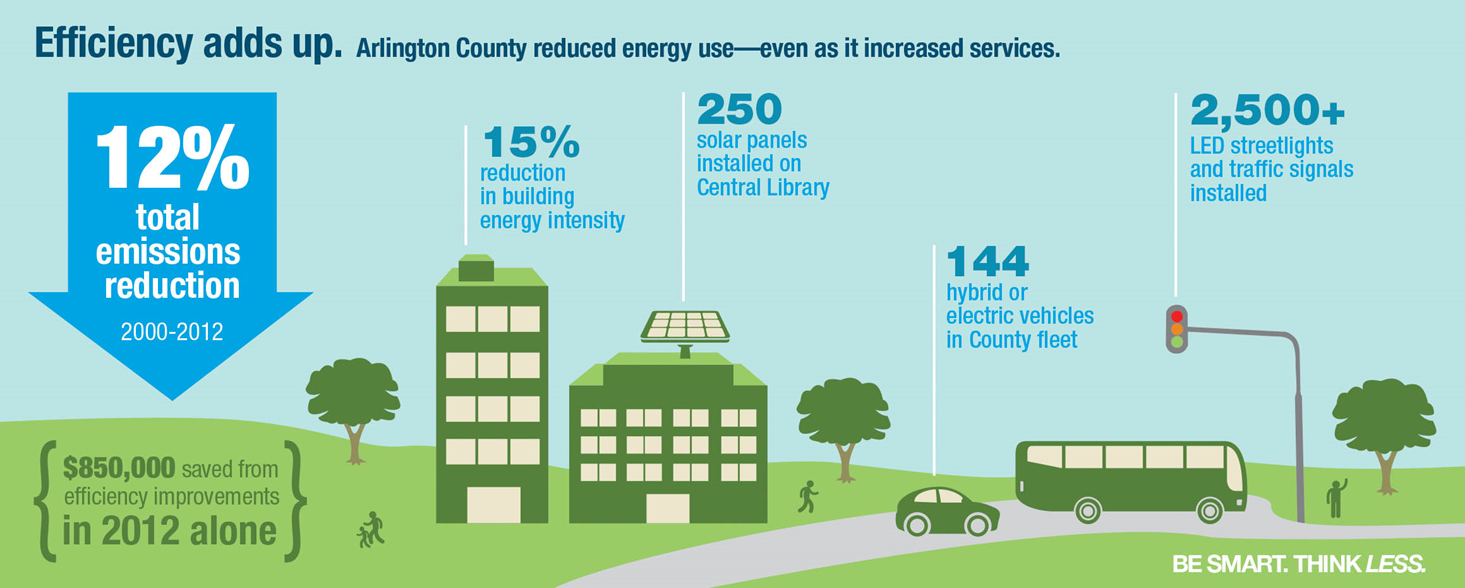 Efficiency adds up. Arlington County reduced energy use—even as it increased services.
12%
total
emissions
reduction
2000-2012
15%
reduction
in building
energy intensity
250
solar panels
installed on
Central Library
144
hybrid or
electric vehicles
in County fleet
2,500+
LED streetlights
and traffic signals
installed
$850,000 saved from
efficiency improvements
in 2012 alone
BE SMART. THINK LESS.